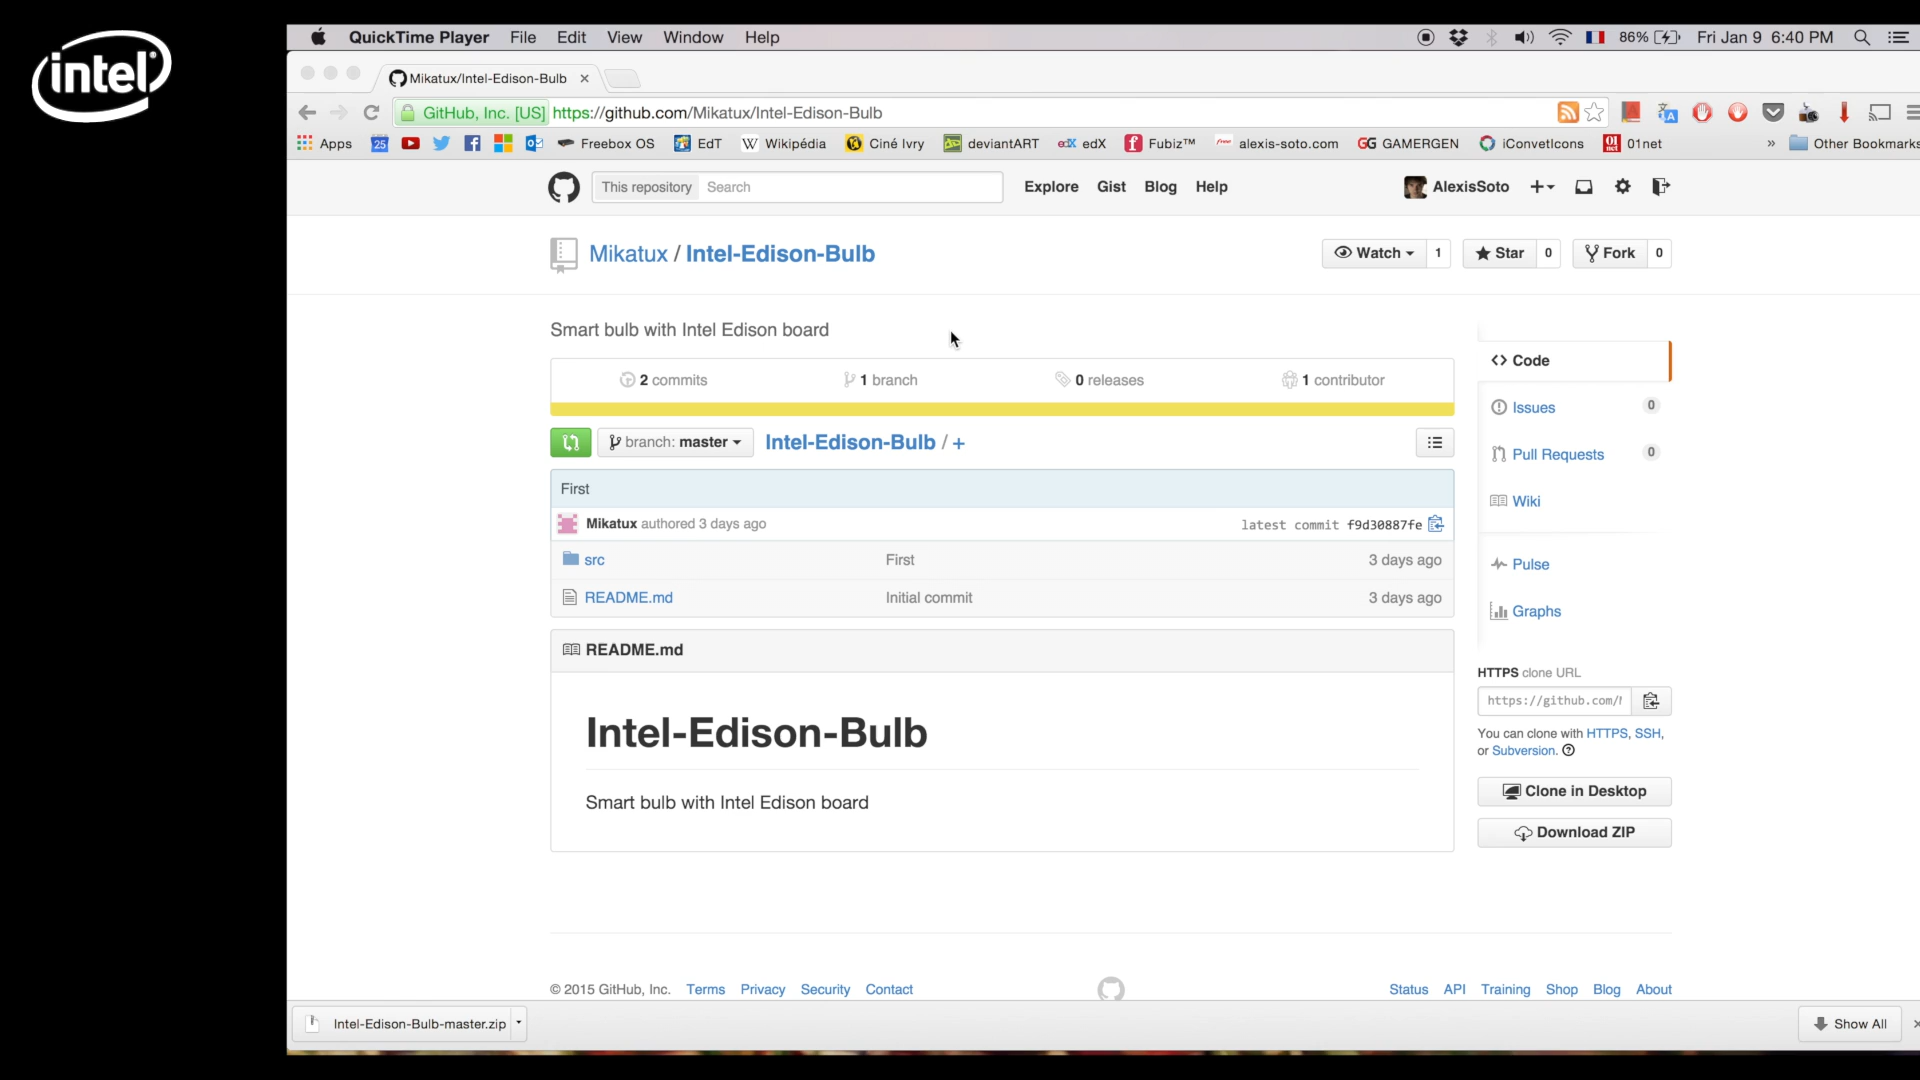 intel
QuickTime Player File Edit View Window Help 86% Fri Jan 9 6:40 PM
Mikatux/Intel-Edison-Bulb
GitHub, Inc. [US] https://github.com/Mikatux/Intel-Edison-Bulb
Apps 25 Freebox OS EdT Wikipédia Ciné Ivry deviantART edX edX Fubiz™ free alexis-soto.com GG GAMERGEN iConvetIcons 01net 01net » Other Bookmarks
This repository Search Explore Gist Blog Help AlexisSoto
Mikatux / Intel-Edison-Bulb Watch 1 Star 0 Fork 0
Smart bulb with Intel Edison board
2 commits 1 branch 0 releases 1 contributor
branch: master Intel-Edison-Bulb / +
First
Mikatux authored 3 days ago latest commit f9d30887fe
src First 3 days ago
README.md Initial commit 3 days ago
README.md
Intel-Edison-Bulb
Smart bulb with Intel Edison board
Code
Issues 0
Pull Requests 0
Wiki
Pulse
Graphs
HTTPS clone URL
https://github.com/
You can clone with HTTPS, SSH,
or Subversion.
Clone in Desktop
Download ZIP
© 2015 GitHub, Inc. Terms Privacy Security Contact Status API Training Shop Blog About
Intel-Edison-Bulb-master.zip Show All